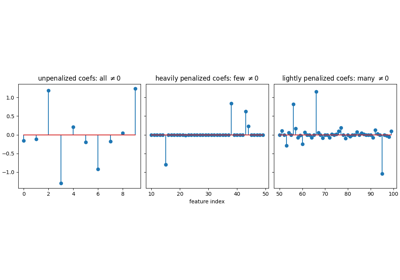 unpenalized coefs: all ≠0
heavily penalized coefs: few ≠0
lightly penalized coefs: many ≠0
1.0
0.5
0.0
−0.5
−1.0
0 2 4 6 8
10 20 30 40 50
50 60 70 80 90 100
feature index